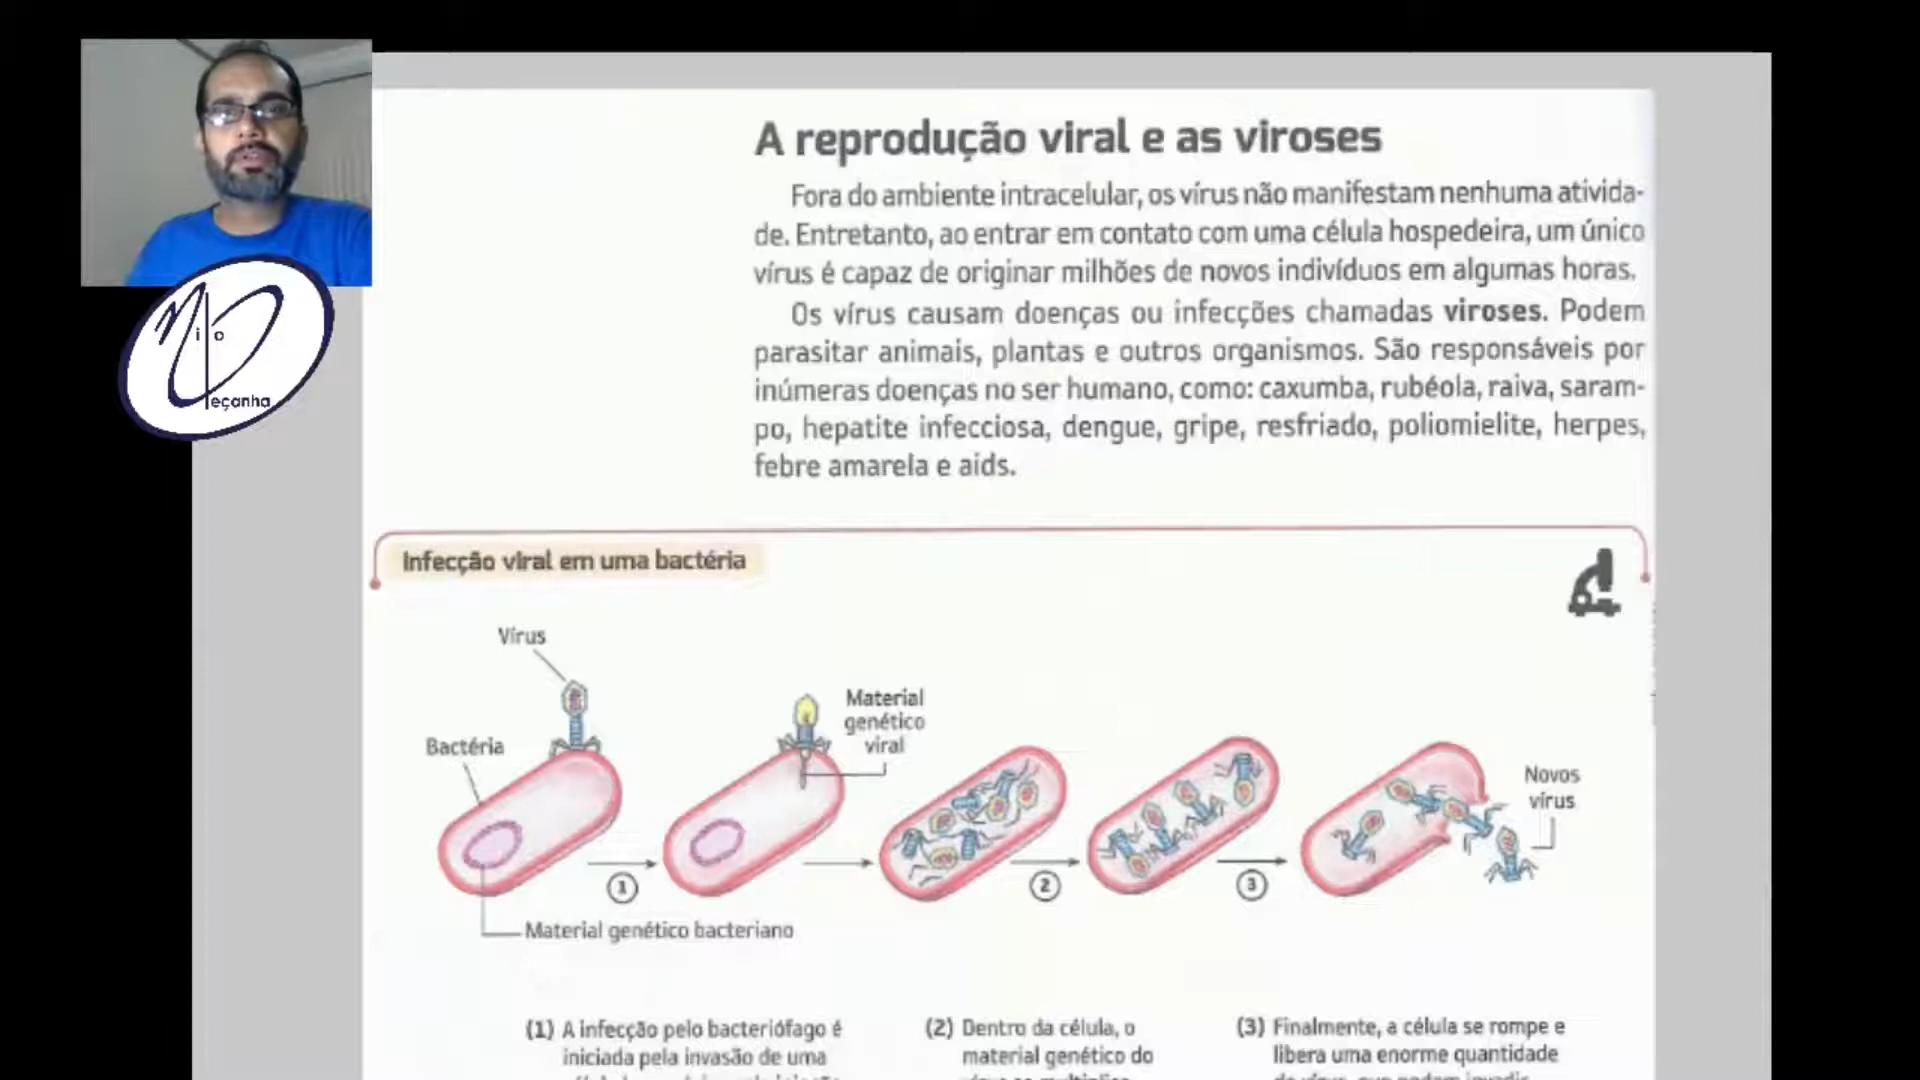 A reprodução viral e as viroses
Fora do ambiente intracelular, os vírus não manifestam nenhuma ativida-
de. Entretanto, ao entrar em contato com uma célula hospedeira, um único
vírus é capaz de originar milhões de novos indivíduos em algumas horas.
Os vírus causam doenças ou infecções chamadas viroses. Podem
parasitar animais, plantas e outros organismos. São responsáveis por
inúmeras doenças no ser humano, como: caxumba, rubéola, raiva, saram-
po, hepatite infecciosa, dengue, gripe, resfriado, poliomielite, herpes,
febre amarela e aids.
Nilo
Peçanha
Infecção viral em uma bactéria
Vírus
Bactéria
Material
genético
viral
Novos
vírus
1
2
3
Material genético bacteriano
(1) A infecção pelo bacteriófago é
iniciada pela invasão de uma
(2) Dentro da célula, o
material genético do
(3) Finalmente, a célula se rompe e
libera uma enorme quantidade